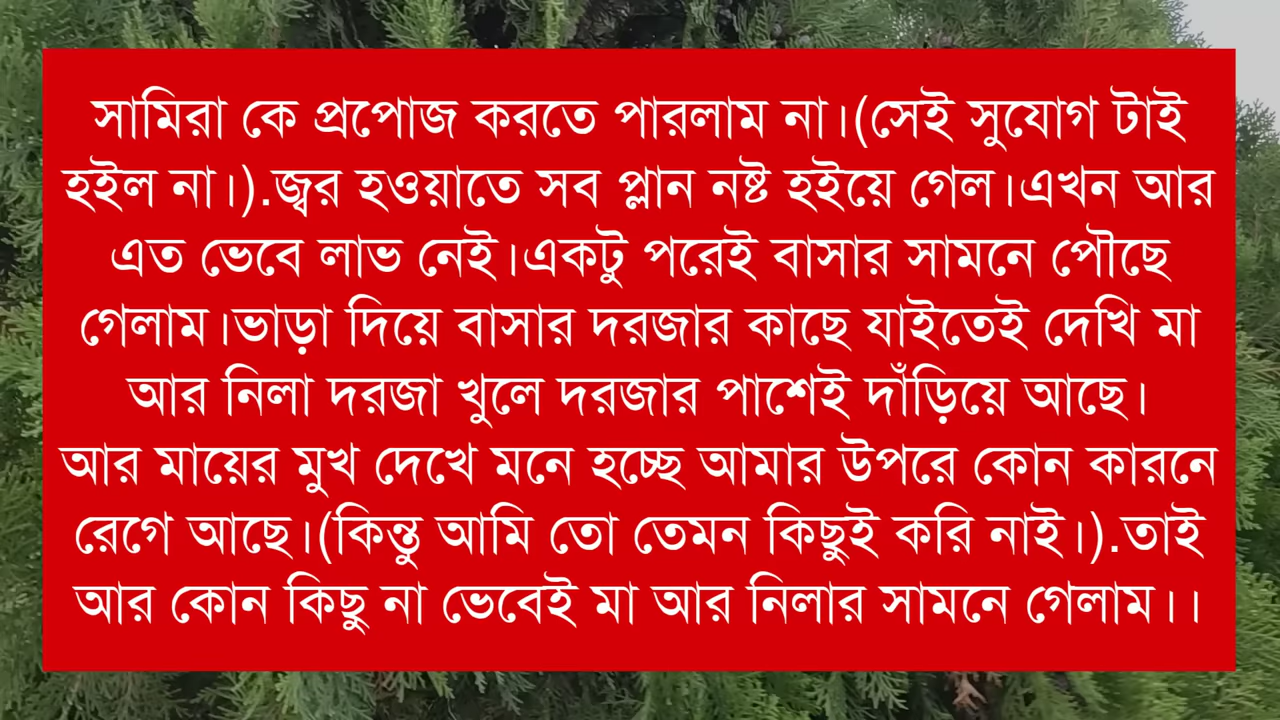 সামিরা কে প্রপোজ করতে পারলাম না।(সেই সুযোগ টাই
হইল না।).জ্বর হওয়াতে সব প্লান নষ্ট হইয়ে গেল।এখন আর
এত ভেবে লাভ নেই।একটু পরেই বাসার সামনে পৌছে
গেলাম।ভাড়া দিয়ে বাসার দরজার কাছে যাইতেই দেখি মা
আর নিলা দরজা খুলে দরজার পাশেই দাঁড়িয়ে আছে।
আর মায়ের মুখ দেখে মনে হচ্ছে আমার উপরে কোন কারনে
রেগে আছে।(কিন্তু আমি তো তেমন কিছুই করি নাই।).তাই
আর কোন কিছু না ভেবেই মা আর নিলার সামনে গেলাম।।